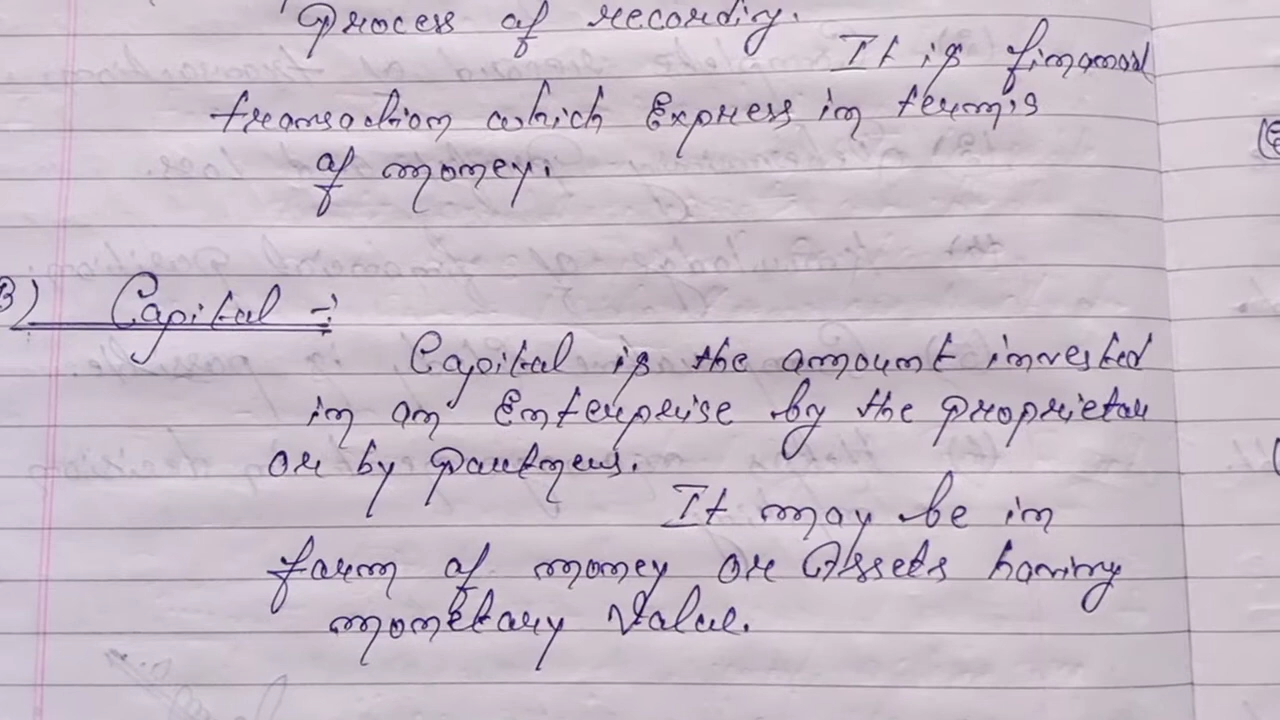 Process of recording.
It is financial
transaction which Express in terms
of money.
3) Capital :-
Capital is the amount invested
in an Enterprise by the proprietor
or by partners.
It may be in
form of money or Assets having
monetary Value.